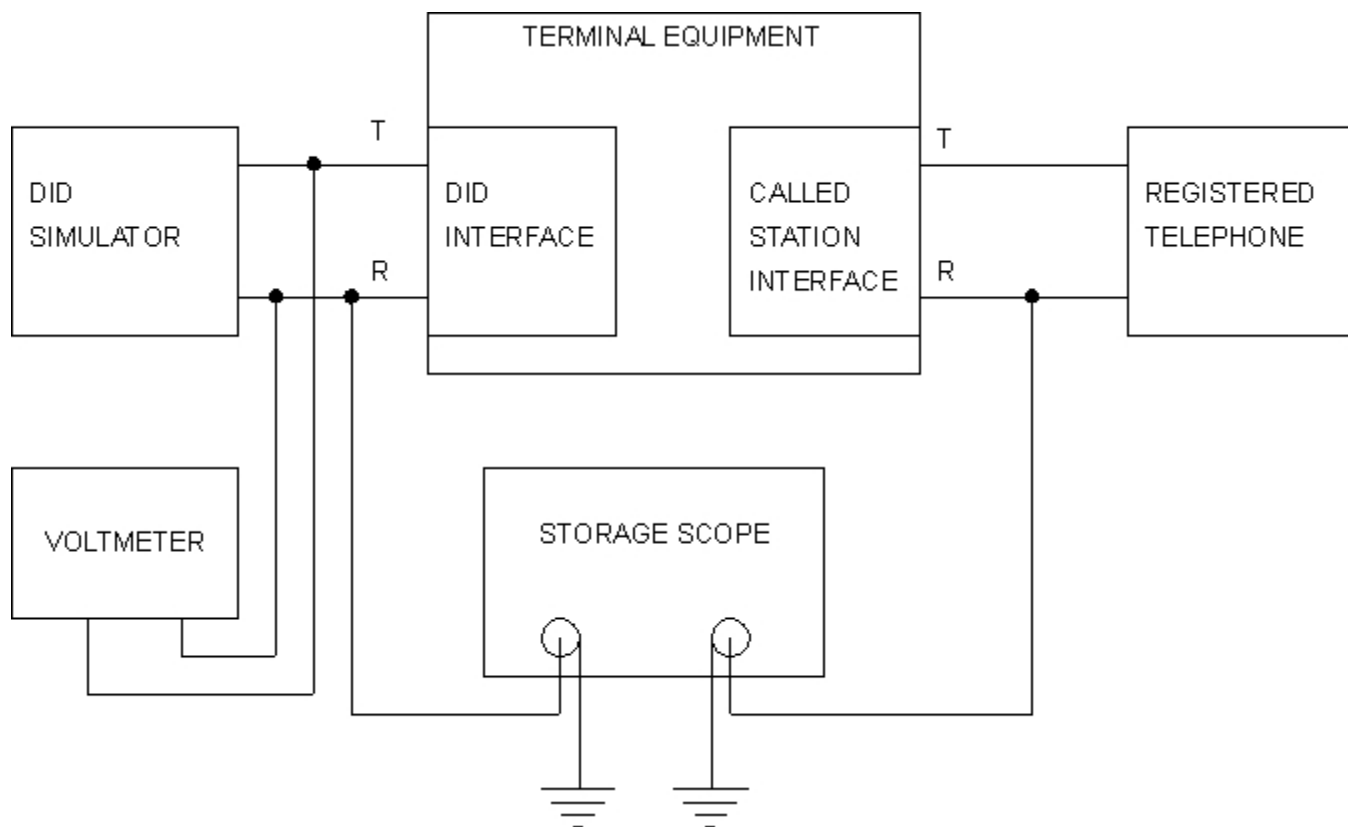 TERMINAL EQUIPMENT
T
T
DID
SIMULATOR
DID
INTERFACE
CALLED
STATION
INTERFACE
REGISTERED
TELEPHONE
R
R
VOLTMETER
STORAGE SCOPE